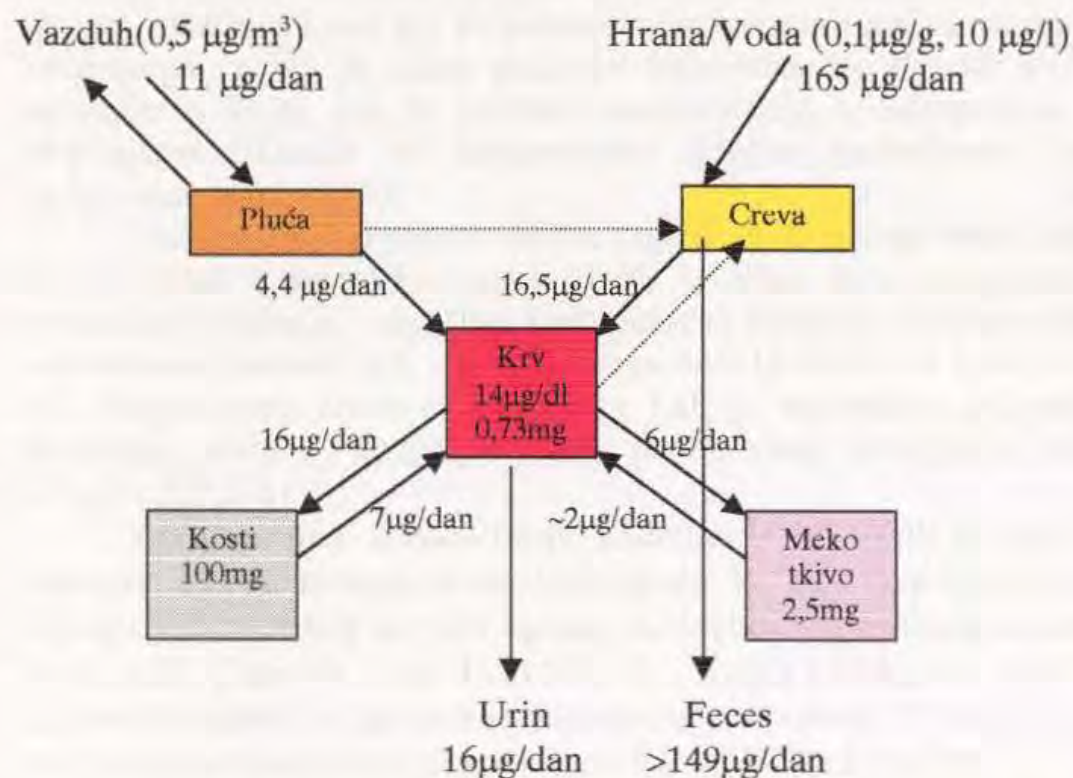 Vazduh(0,5 µg/m³)
11 µg/dan
Hrana/Voda (0,1µg/g, 10 µg/l)
165 µg/dan
Pluća
Creva
4,4 µg/dan
16,5µg/dan
Krv
14µg/dl
0,73mg
16µg/dan
6µg/dan
7µg/dan
~2µg/dan
Kosti
100mg
Meko
tkivo
2,5mg
Urin
16µg/dan
Feces
>149µg/dan